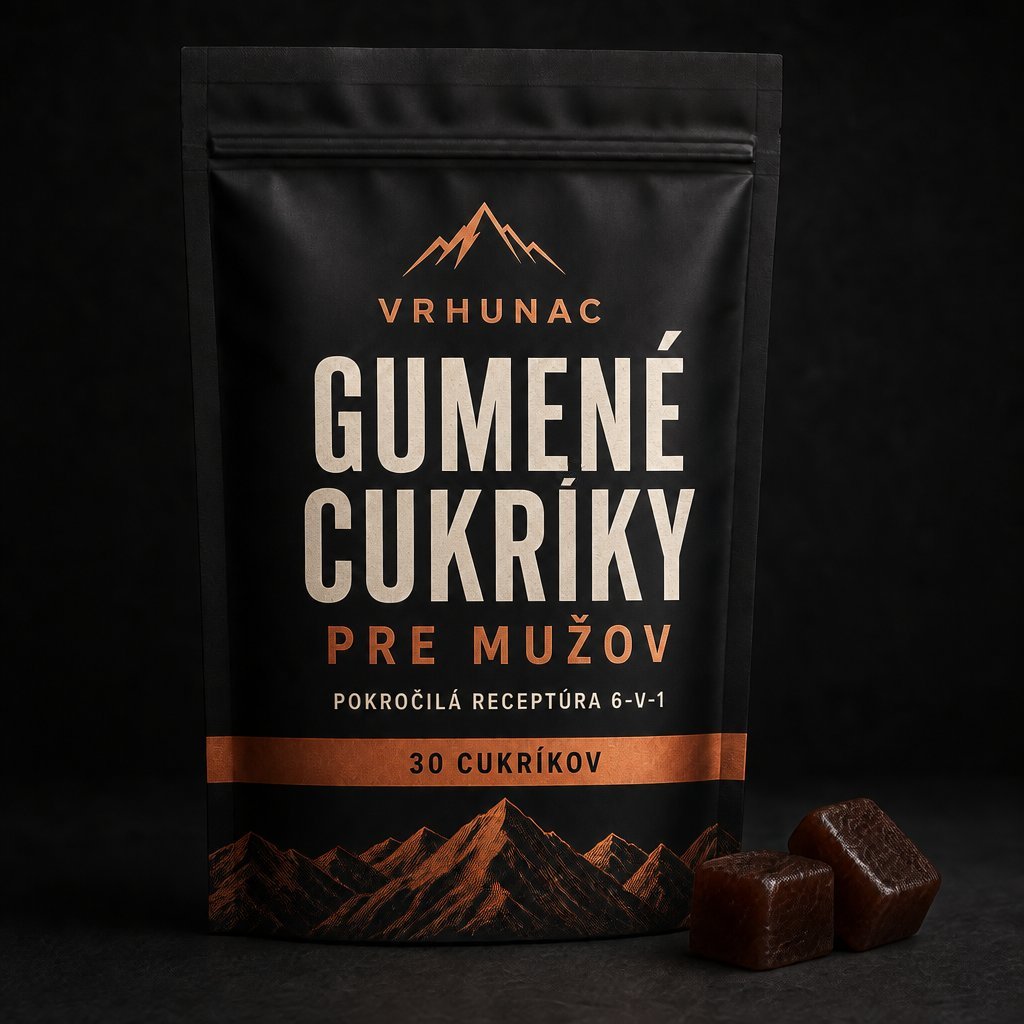 VRHUNAC
GUMENÉ
CUKRÍKY
PRE MUŽOV
POKROČILÁ RECEPTÚRA 6-V-1
30 CUKRÍKOV